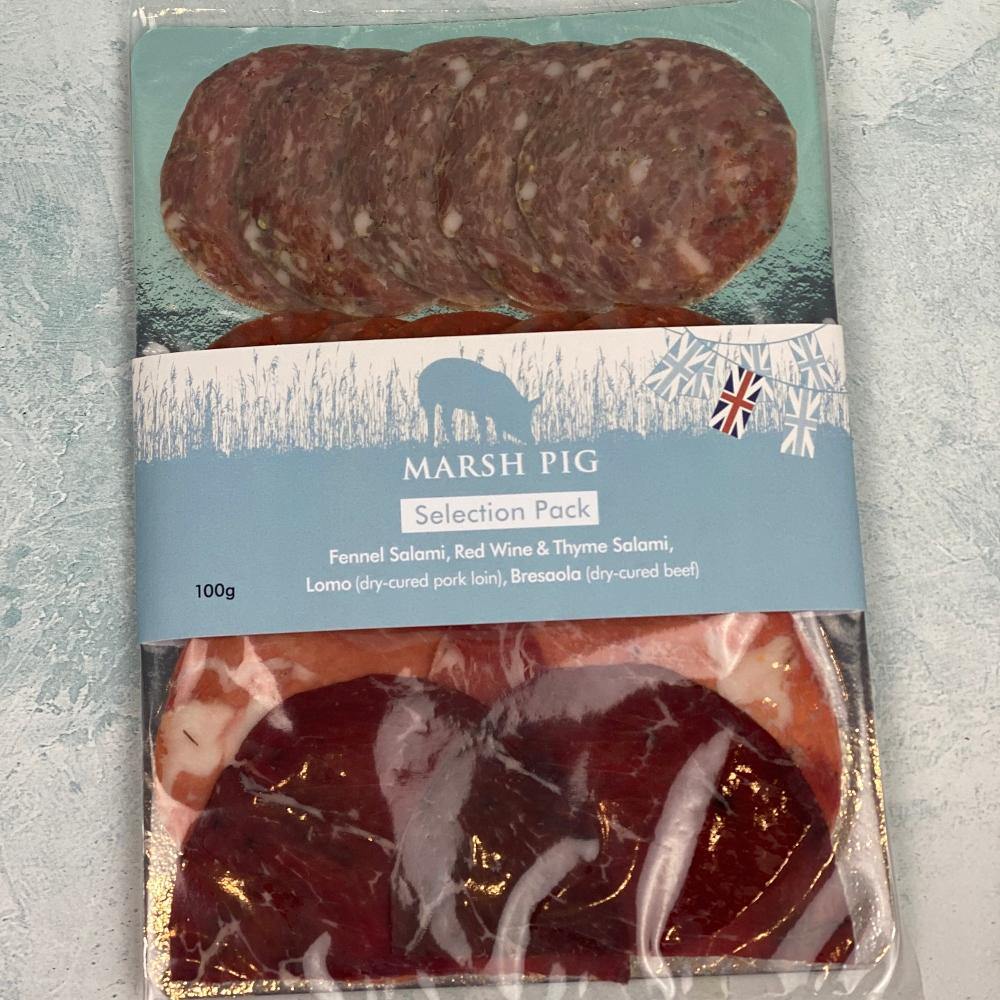 MARSH PIG
Selection Pack
Fennel Salami, Red Wine & Thyme Salami,
Lomo (dry-cured pork loin), Bresaola (dry-cured beef)
100g